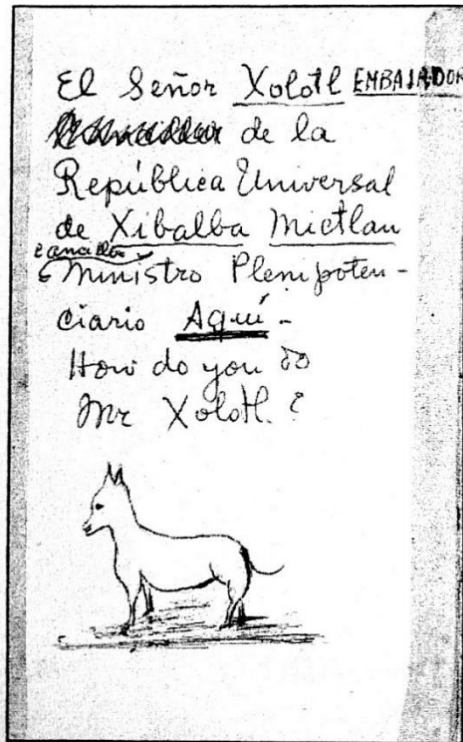 El Señor Xolotl EMBAJADOR
de la
República Universal
de Xibalba Mictlan
canciller
Ministro Plenipoten-
ciario Aquí -
How do you do
Mr Xolotl. ?